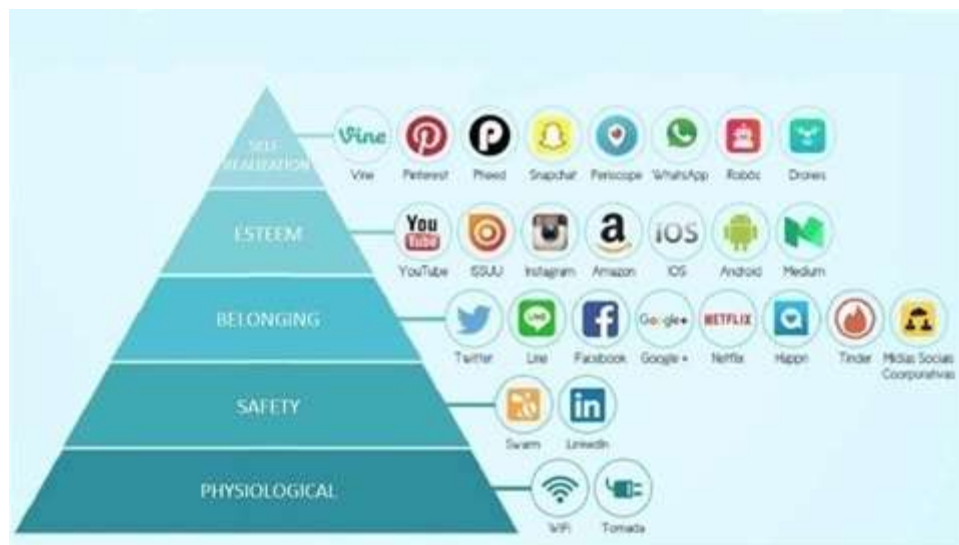 SELF-
REALIZATION
Vine
Vine Pinterest Pheed Snapchat Periscope WhatsApp Robôs Drones
ESTEEM
You
Tube
a iOS
YouTube ISSUU Instagram Amazon IOS Android Medium
BELONGING
LINE
f
Google+
NETFLIX
Twitter Line Facebook Google + Netflix Happn Tinder Mídias Sociais
Coorporativas
SAFETY
in
Swarm LinkedIn
PHYSIOLOGICAL
WiFi Tomada